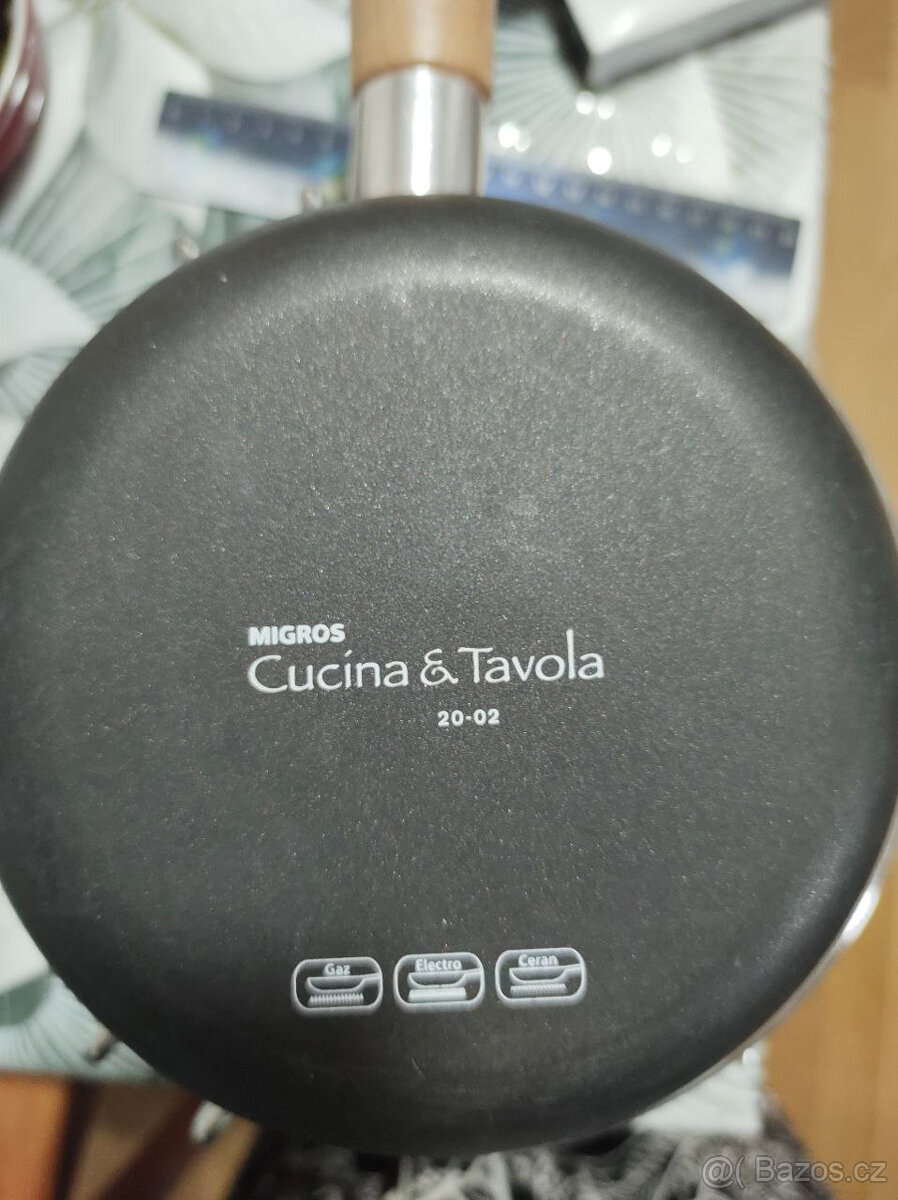 MIGROS
Cucina & Tavola
20-02
Gaz
Electro
Ceran
@( Bazos.cz